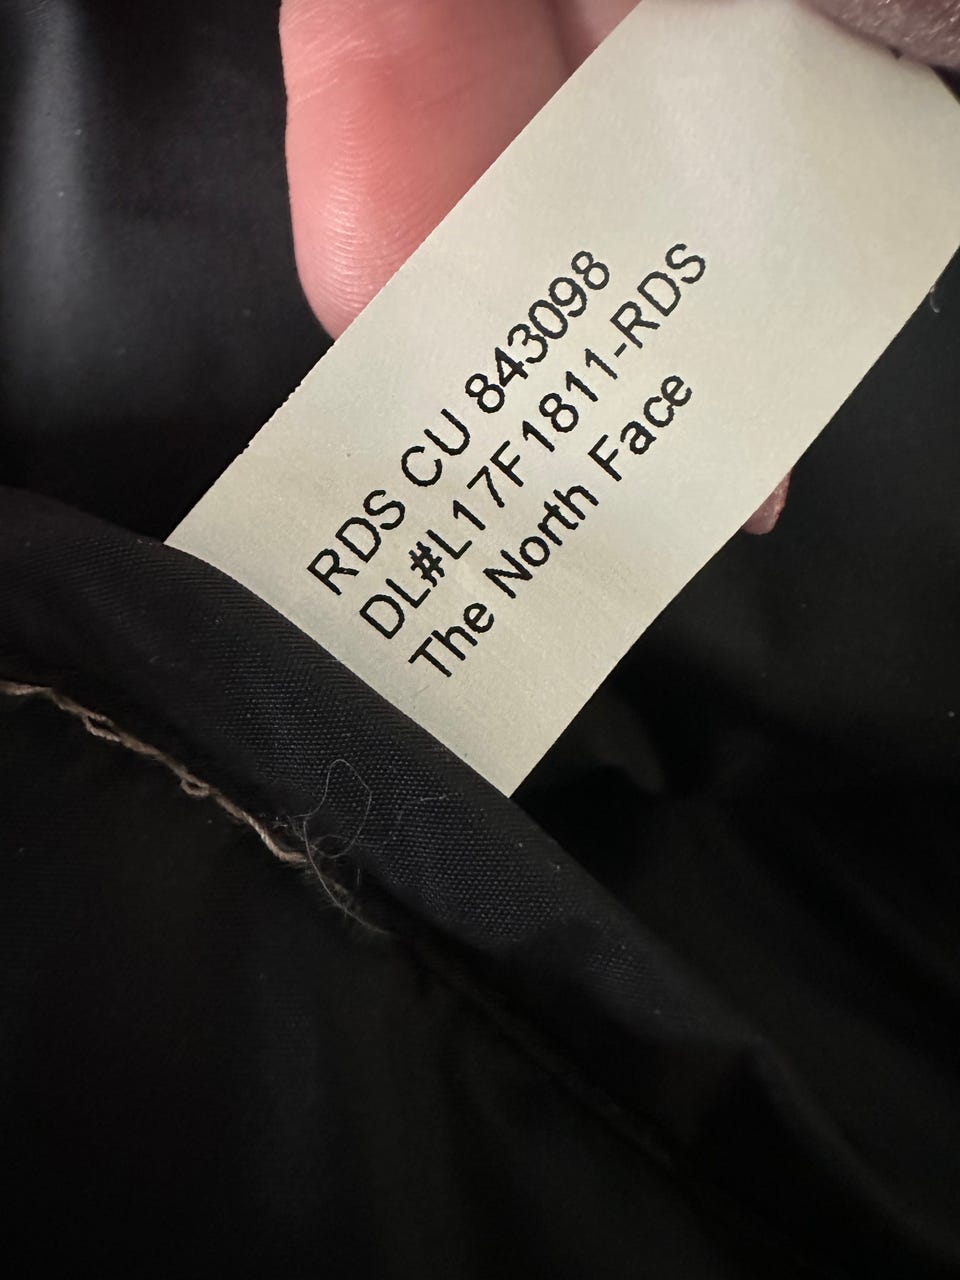 RDS CU 843098
DL#L17F1811-RDS
The North Face